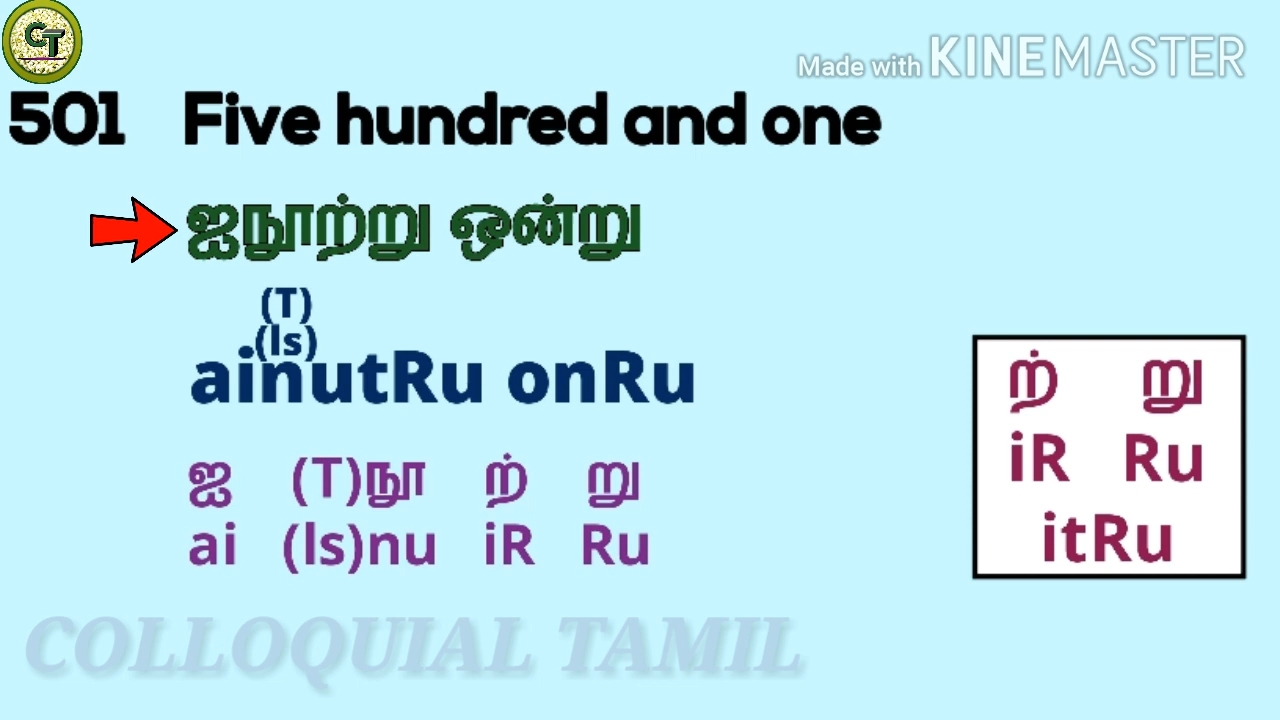 CT
Made with KINEMASTER
501 Five hundred and one
ஐநூற்று ஒன்று
(T)
(ls)
ainutRu onRu
ற் று
iR Ru
itRu
ஐ (T)நூ ற் று
ai (ls)nu iR Ru
COLLOQUIAL TAMIL